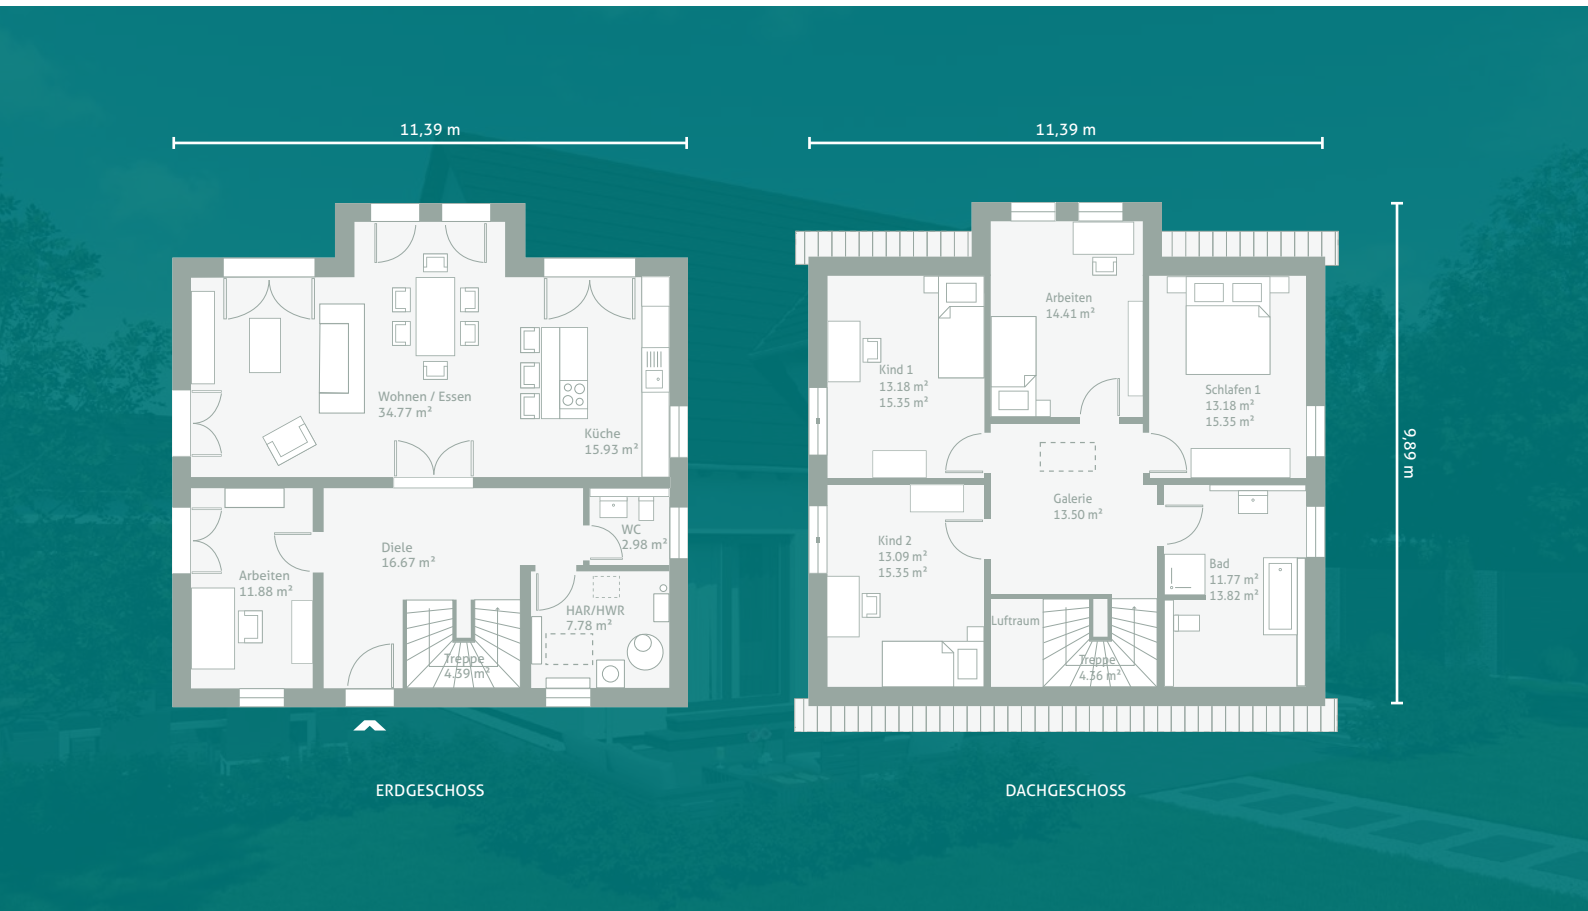 11,39 m
11,39 m
9,89 m
Wohnen / Essen
34.77 m²
Küche
15.93 m²
WC
2.98 m²
Diele
16.67 m²
Arbeiten
11.88 m²
HAR/HWR
7.78 m²
Treppe
4.39 m²
ERDGESCHOSS
Arbeiten
14.41 m²
Kind 1
13.18 m²
15.35 m²
Schlafen 1
13.18 m²
15.35 m²
Galerie
13.50 m²
Kind 2
13.09 m²
15.35 m²
Bad
11.77 m²
13.82 m²
Luftraum
Treppe
4.36 m²
DACHGESCHOSS